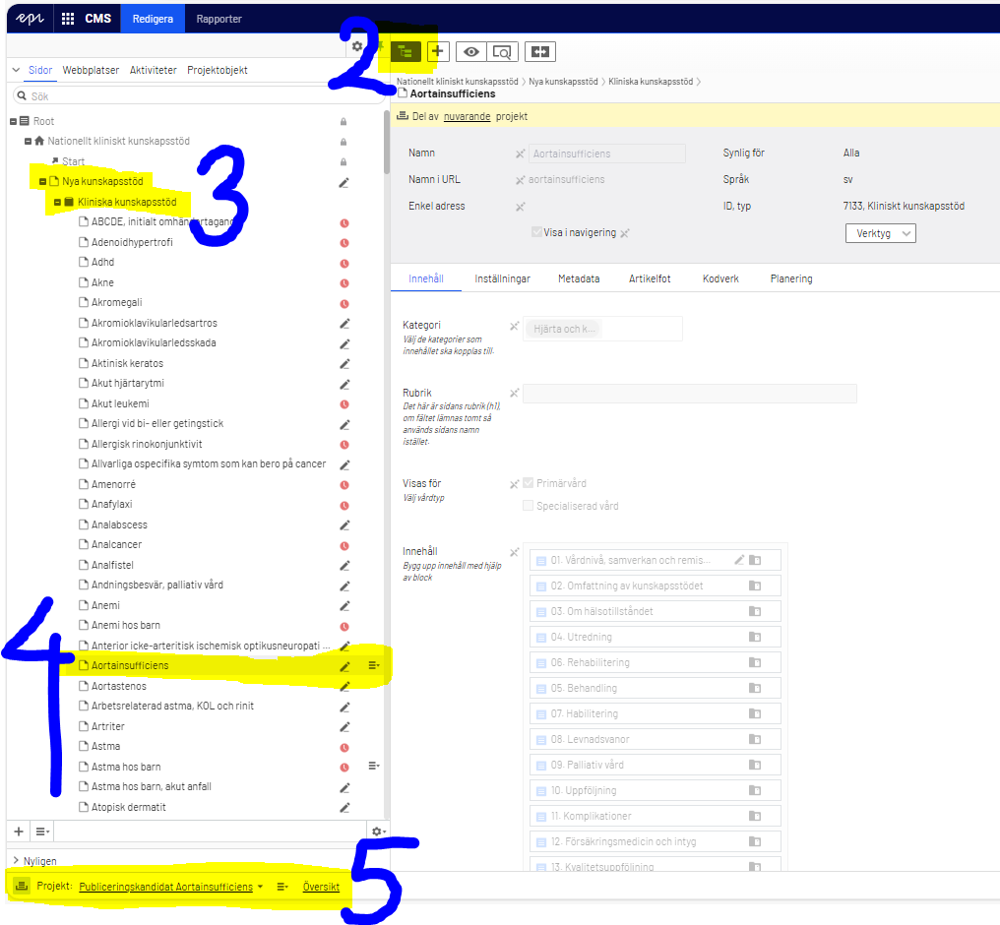 epi CMS Redigera Rapporter
2
Sidor Webbplatser Aktiviteter Projektobjekt
Sök
Root
Nationellt kliniskt kunskapsstöd
Start
Nya kunskapsstöd
Kliniska kunskapsstöd
3
ABCDE, initialt omhändertagande
Adenoidhypertrofi
Adhd
Akne
Akromegali
Akromioklavikularledsartros
Akromioklavikularledsskada
Aktinisk keratos
Akut hjärtarytmi
Akut leukemi
Allergi vid bi- eller getingstick
Allergisk rinokonjunktivit
Allvarliga ospecifika symtom som kan bero på cancer
Amenorré
Anafylaxi
Analabscess
Analcancer
Analfistel
Andningsbesvär, palliativ vård
Anemi
Anemi hos barn
Anterior icke-arteritisk ischemisk optikusneuropati ...
4
Aortainsufficiens
Aortastenos
Arbetsrelaterad astma, KOL och rinit
Artriter
Astma
Astma hos barn
Astma hos barn, akut anfall
Atopisk dermatit
Nyligen
Projekt: Publiceringskandidat Aortainsufficiens Översikt
5
Nationellt kliniskt kunskapsstöd > Nya kunskapsstöd > Kliniska kunskapsstöd >
Aortainsufficiens
Del av nuvarande projekt
Namn Aortainsufficiens Synlig för Alla
Namn i URL aortainsufficiens Språk sv
Enkel adress ID, typ 7133, Kliniskt kunskapsstöd
Visa i navigering Verktyg
Innehåll Inställningar Metadata Artikelfot Kodverk Planering
Kategori Hjärta och k...
Välj de kategorier som
innehållet ska kopplas till.
Rubrik
Det här är sidans rubrik (h1),
om fältet lämnas tomt så
används sidans namn
istället.
Visas för Primärvård
Välj vårdtyp
Specialiserad vård
Innehåll
Bygg upp innehåll med hjälp
av block
01. Vårdnivå, samverkan och remis...
02. Omfattning av kunskapsstödet
03. Om hälsotillståndet
04. Utredning
06. Rehabilitering
05. Behandling
07. Habilitering
08. Levnadsvanor
09. Palliativ vård
10. Uppföljning
11. Komplikationer
12. Försäkringsmedicin och intyg
13. Kvalitetsuppföljning